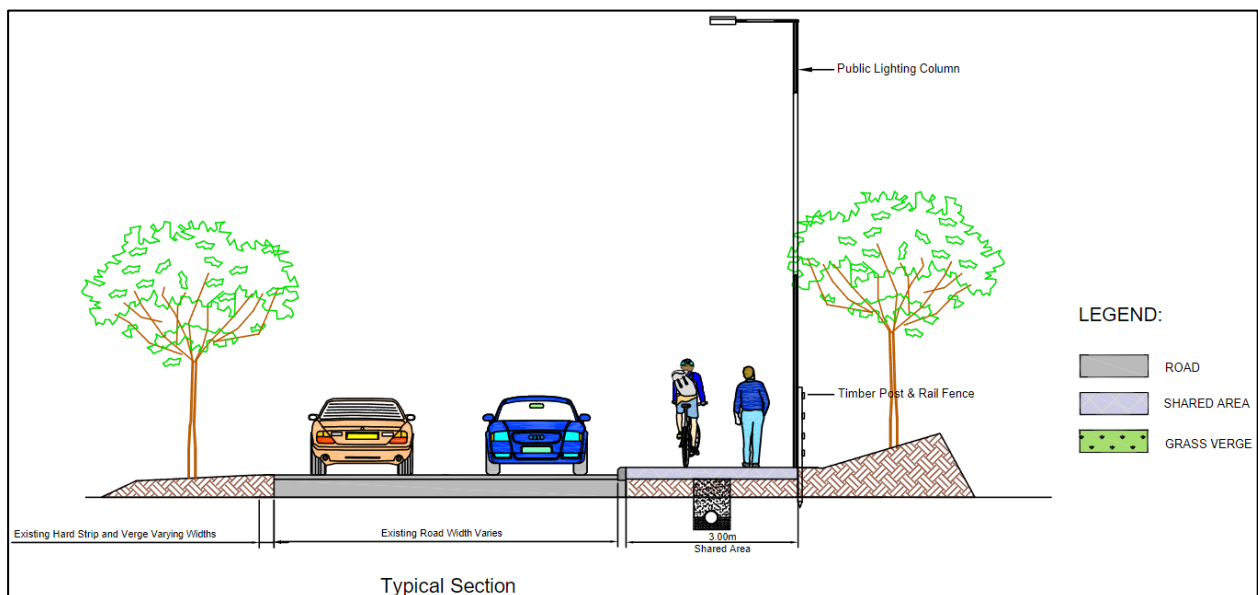 Public Lighting Column
LEGEND:
ROAD
Timber Post & Rail Fence
SHARED AREA
GRASS VERGE
Existing Hard Strip and Verge Varying Widths
Existing Road Width Varies
3.00m
Shared Area
Typical Section